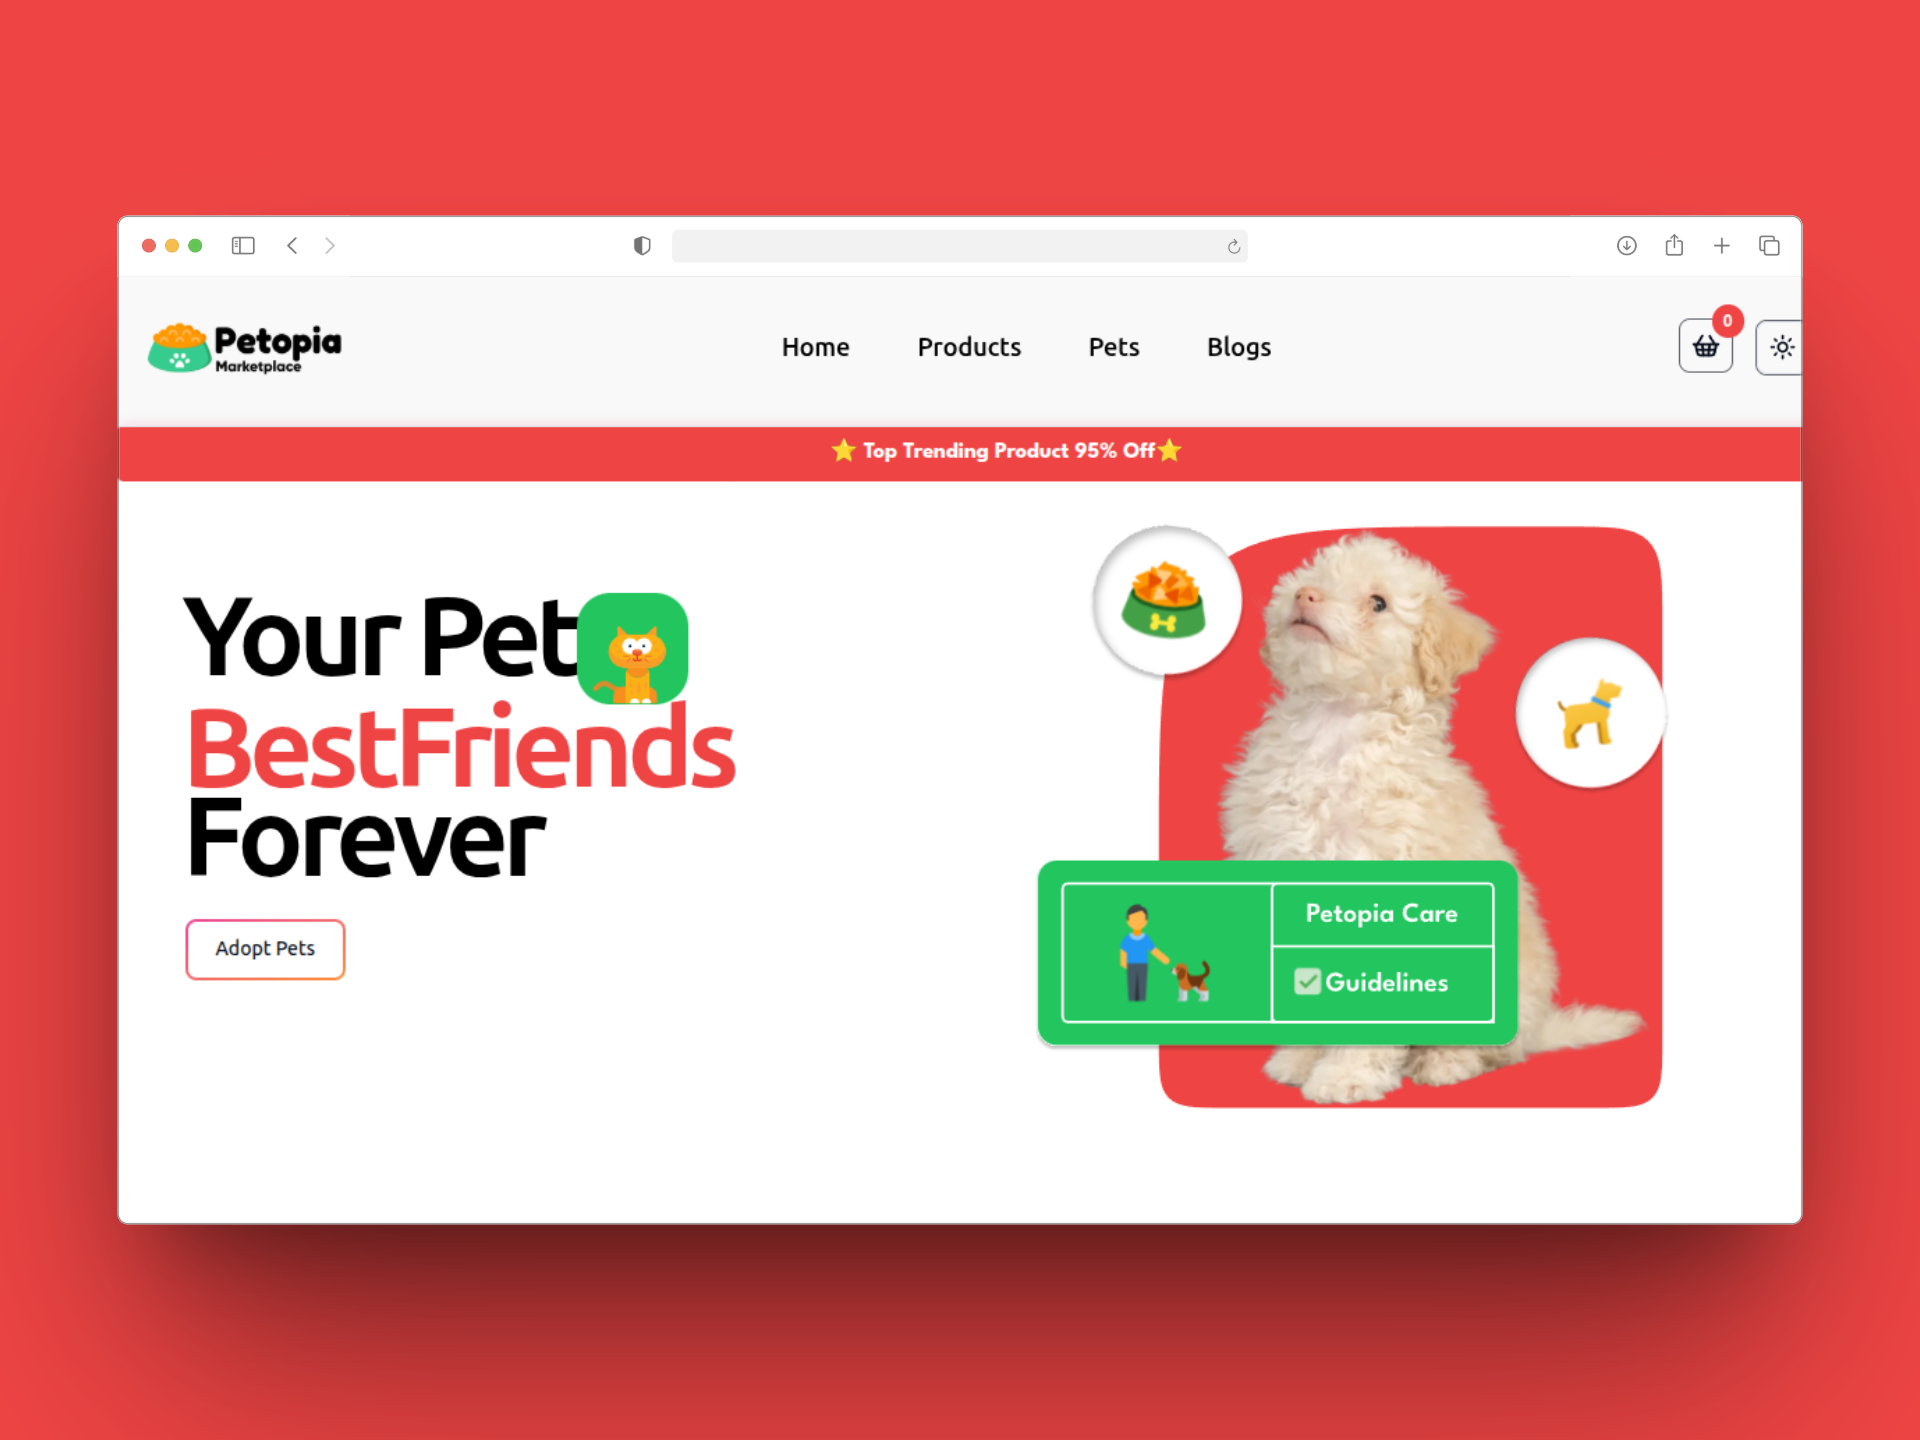 Petopia
Marketplace
Home Products Pets Blogs
0
⭐ Top Trending Product 95% Off⭐
Your Pet
BestFriends
Forever
Adopt Pets
Petopia Care
✅Guidelines